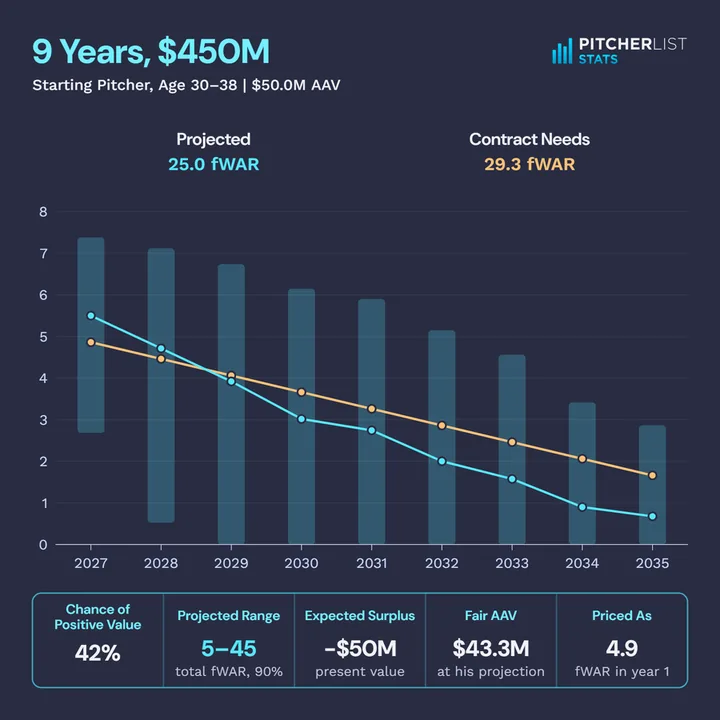 9 Years, $450M
PITCHERLIST
STATS
Starting Pitcher, Age 30–38 | $50.0M AAV
Projected
25.0 fWAR
Contract Needs
29.3 fWAR
8
7
6
5
4
3
2
1
0
2027 2028 2029 2030 2031 2032 2033 2034 2035
Chance of
Positive Value
42%
Projected Range
5–45
total fWAR, 90%
Expected Surplus
-$50M
present value
Fair AAV
$43.3M
at his projection
Priced As
4.9
fWAR in year 1